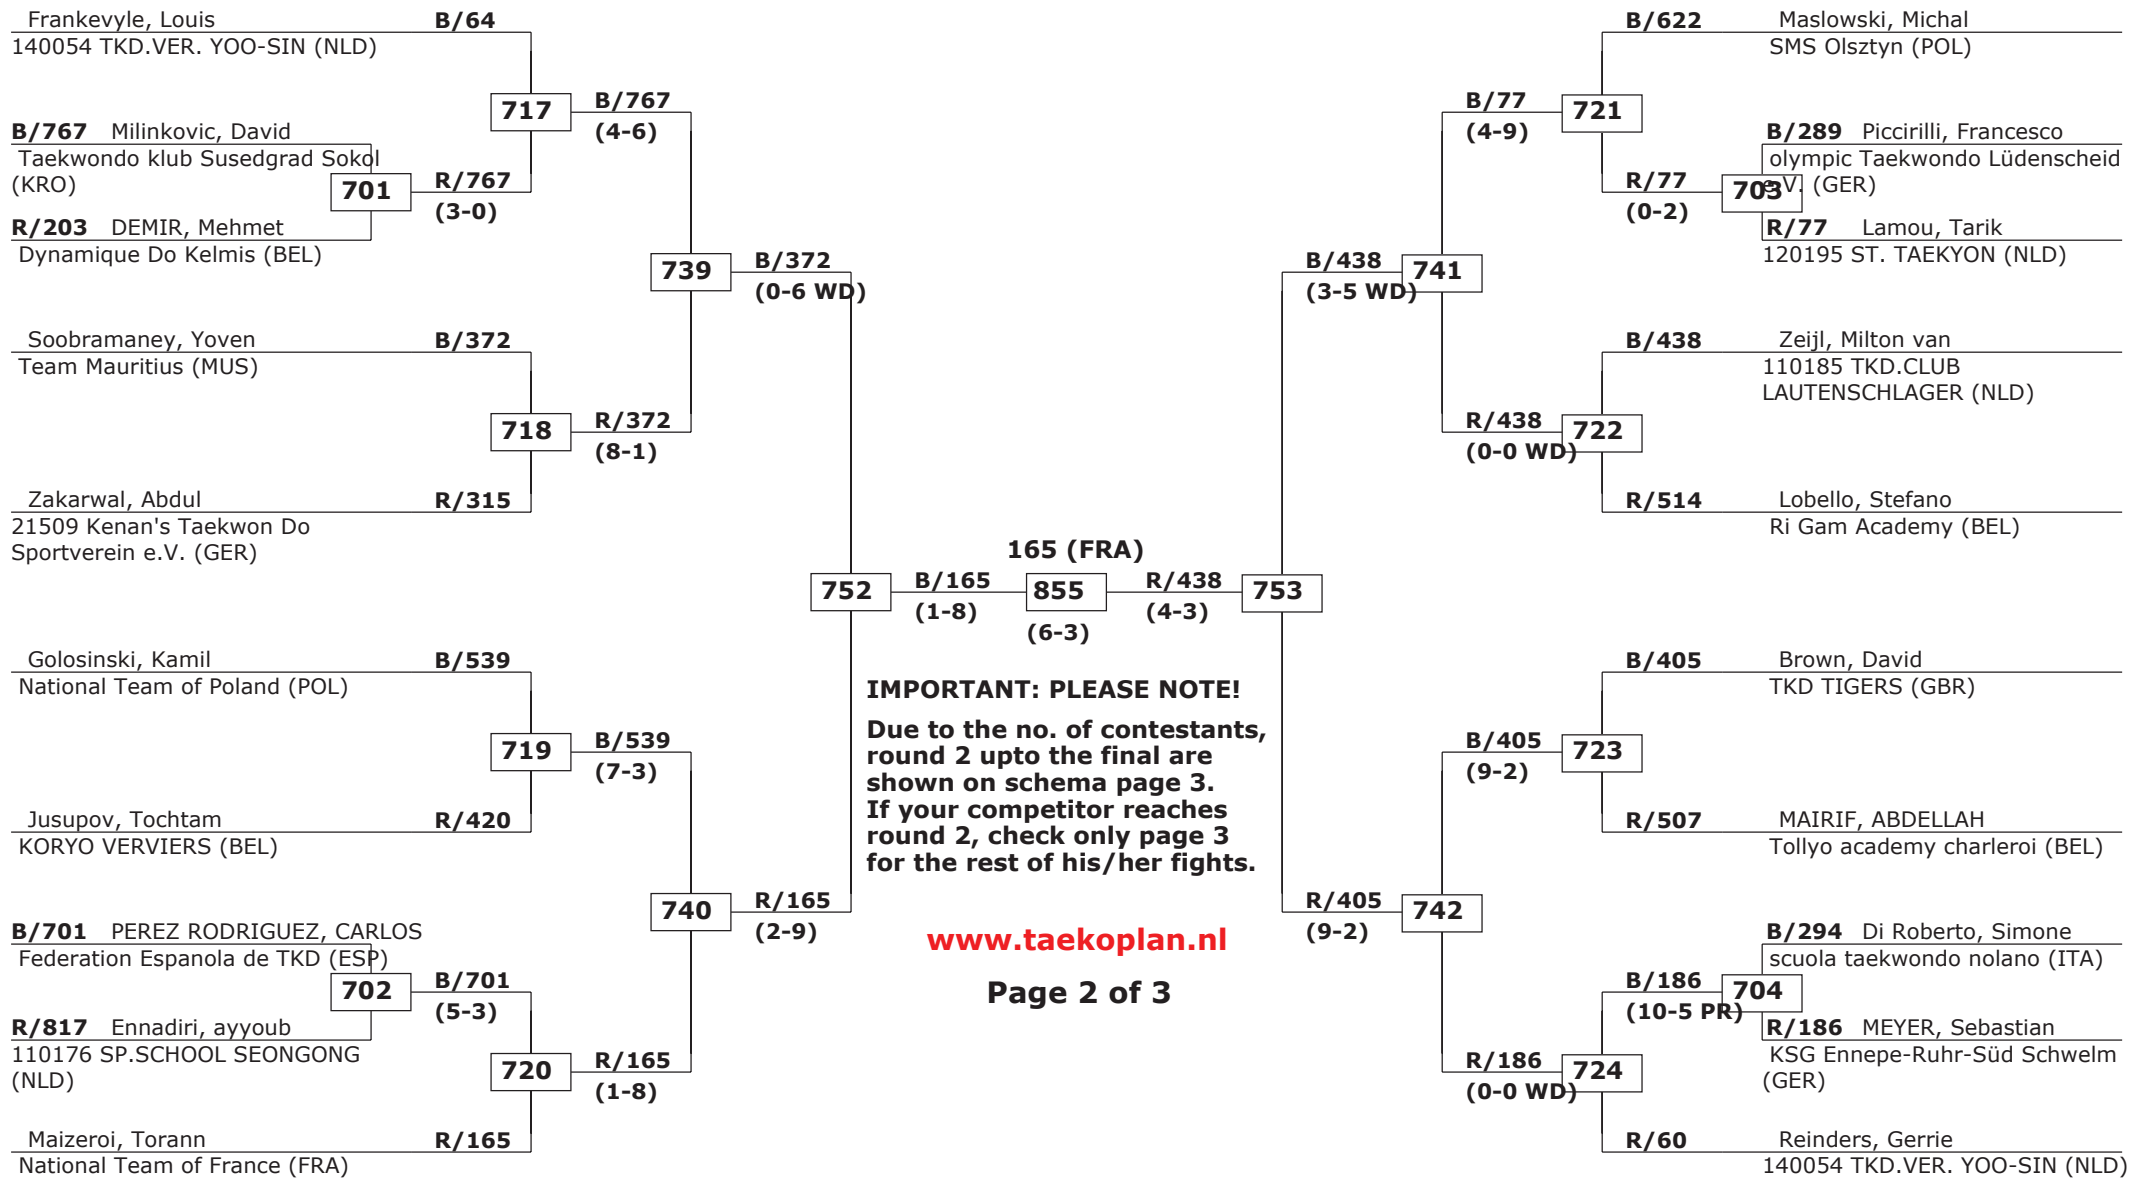 Frankevyle, Louis B/64
140054 TKD.VER. YOO-SIN (NLD)
717
B/767
(4-6)
B/767 Milinkovic, David
Taekwondo klub Susedgrad Sokol
(KRO)
701
R/767
(3-0)
R/203 DEMIR, Mehmet
Dynamique Do Kelmis (BEL)
739
B/372
(0-6 WD)
Soobramaney, Yoven B/372
Team Mauritius (MUS)
718
R/372
(8-1)
Zakarwal, Abdul R/315
21509 Kenan's Taekwon Do
Sportverein e.V. (GER)
752
B/165
(1-8)
Golosinski, Kamil B/539
National Team of Poland (POL)
719
B/539
(7-3)
Jusupov, Tochtam R/420
KORYO VERVIERS (BEL)
740
R/165
(2-9)
B/701 PEREZ RODRIGUEZ, CARLOS
Federation Espanola de TKD (ESP)
702
B/701
(5-3)
R/817 Ennadiri, ayyoub
110176 SP.SCHOOL SEONGONG
(NLD)
720
R/165
(1-8)
Maizeroi, Torann R/165
National Team of France (FRA)
165 (FRA)
855
(6-3)
IMPORTANT: PLEASE NOTE!
Due to the no. of contestants,
round 2 upto the final are
shown on schema page 3.
If your competitor reaches
round 2, check only page 3
for the rest of his/her fights.
www.taekoplan.nl
Page 2 of 3
R/438
(4-3)
753
B/622 Maslowski, Michal
SMS Olsztyn (POL)
B/77
(4-9)
721
B/289 Piccirilli, Francesco
olympic Taekwondo Lüdenscheid
e.V. (GER)
R/77
(0-2)
703
R/77 Lamou, Tarik
120195 ST. TAEKYON (NLD)
B/438
(3-5 WD)
741
B/438 Zeijl, Milton van
110185 TKD.CLUB
LAUTENSCHLAGER (NLD)
R/438
(0-0 WD)
722
R/514 Lobello, Stefano
Ri Gam Academy (BEL)
B/405 Brown, David
TKD TIGERS (GBR)
B/405
(9-2)
723
R/507 MAIRIF, ABDELLAH
Tollyo academy charleroi (BEL)
R/405
(9-2)
742
B/294 Di Roberto, Simone
scuola taekwondo nolano (ITA)
B/186
(10-5 PR)
704
R/186 MEYER, Sebastian
KSG Ennepe-Ruhr-Süd Schwelm
(GER)
R/186
(0-0 WD)
724
R/60 Reinders, Gerrie
140054 TKD.VER. YOO-SIN (NLD)